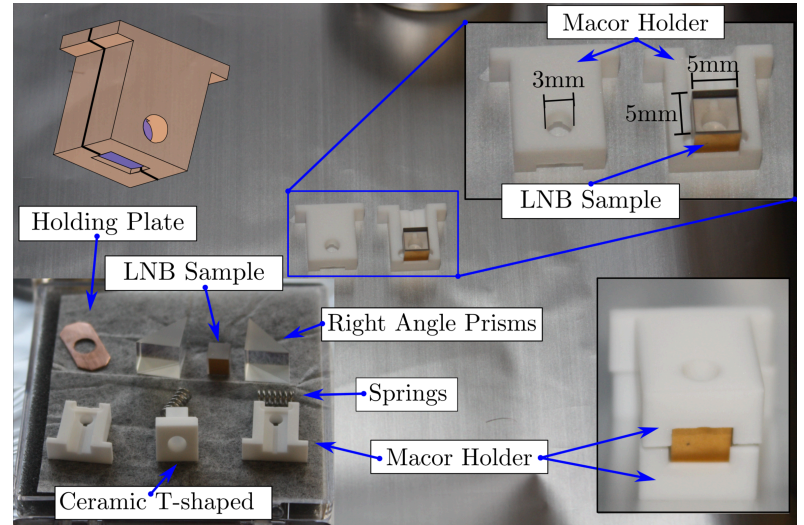 Macor Holder
5mm
3mm
5mm
LNB Sample
Holding Plate
LNB Sample
Right Angle Prisms
Springs
Macor Holder
Ceramic T-shaped